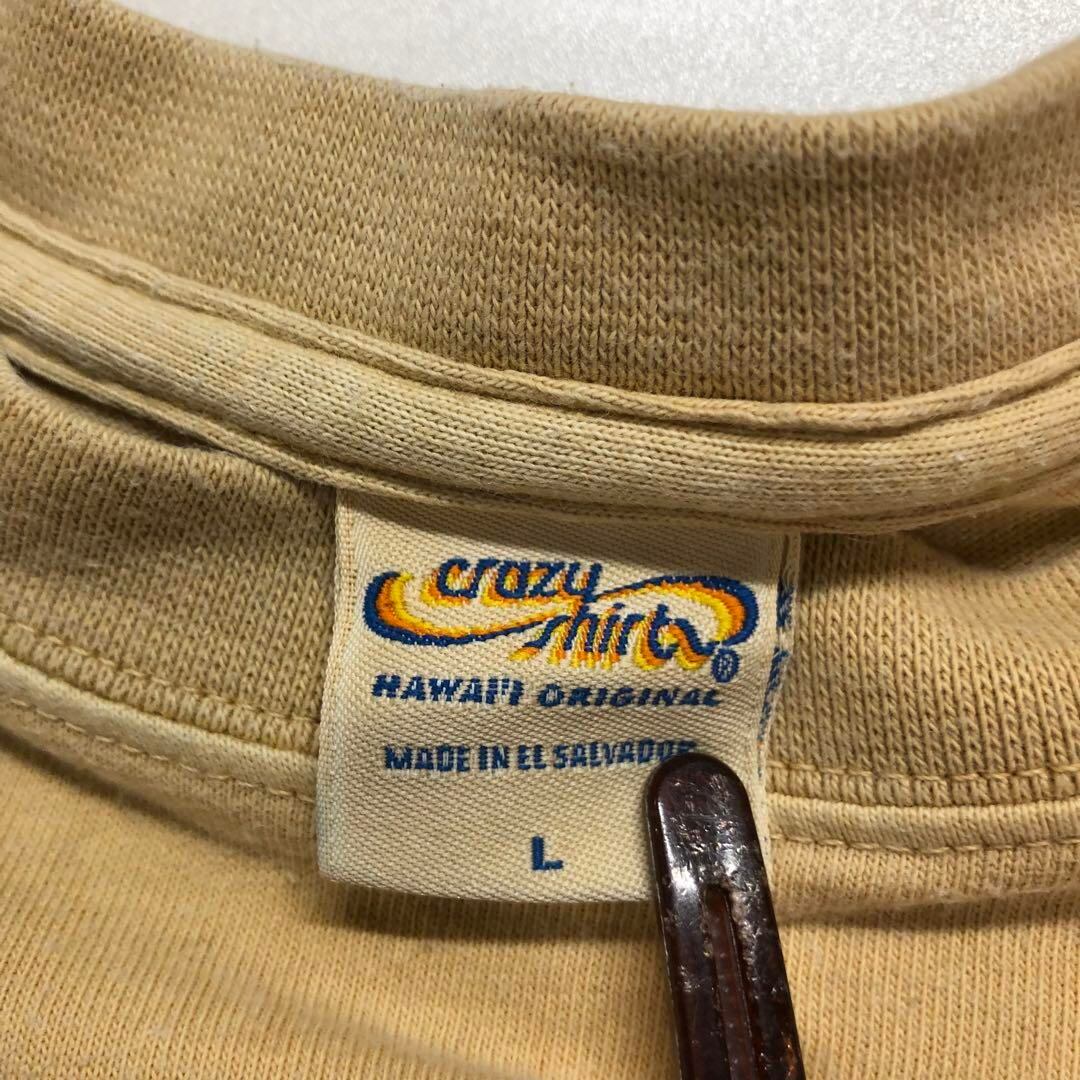 crazy
shirts
®
HAWAI'I ORIGINAL
MADE IN EL SALVADOR
L